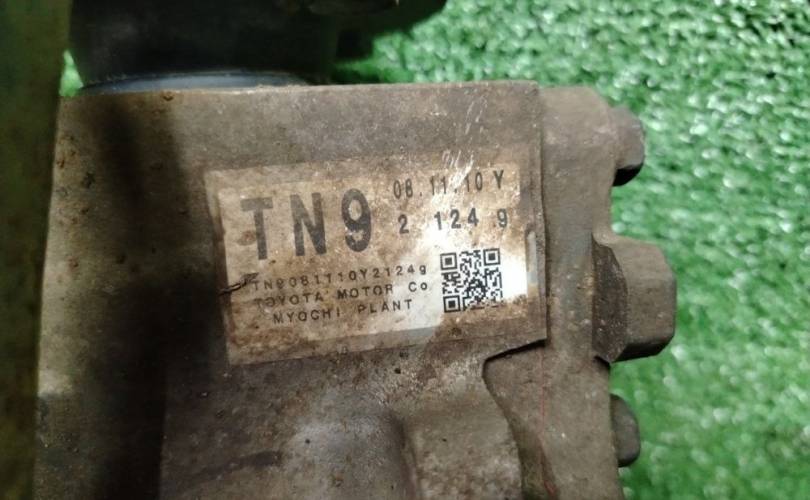 TN9
08.11.10 Y
2 124 9
TN9081110Y21249
TOYOTA MOTOR Co
MYOCHI PLANT